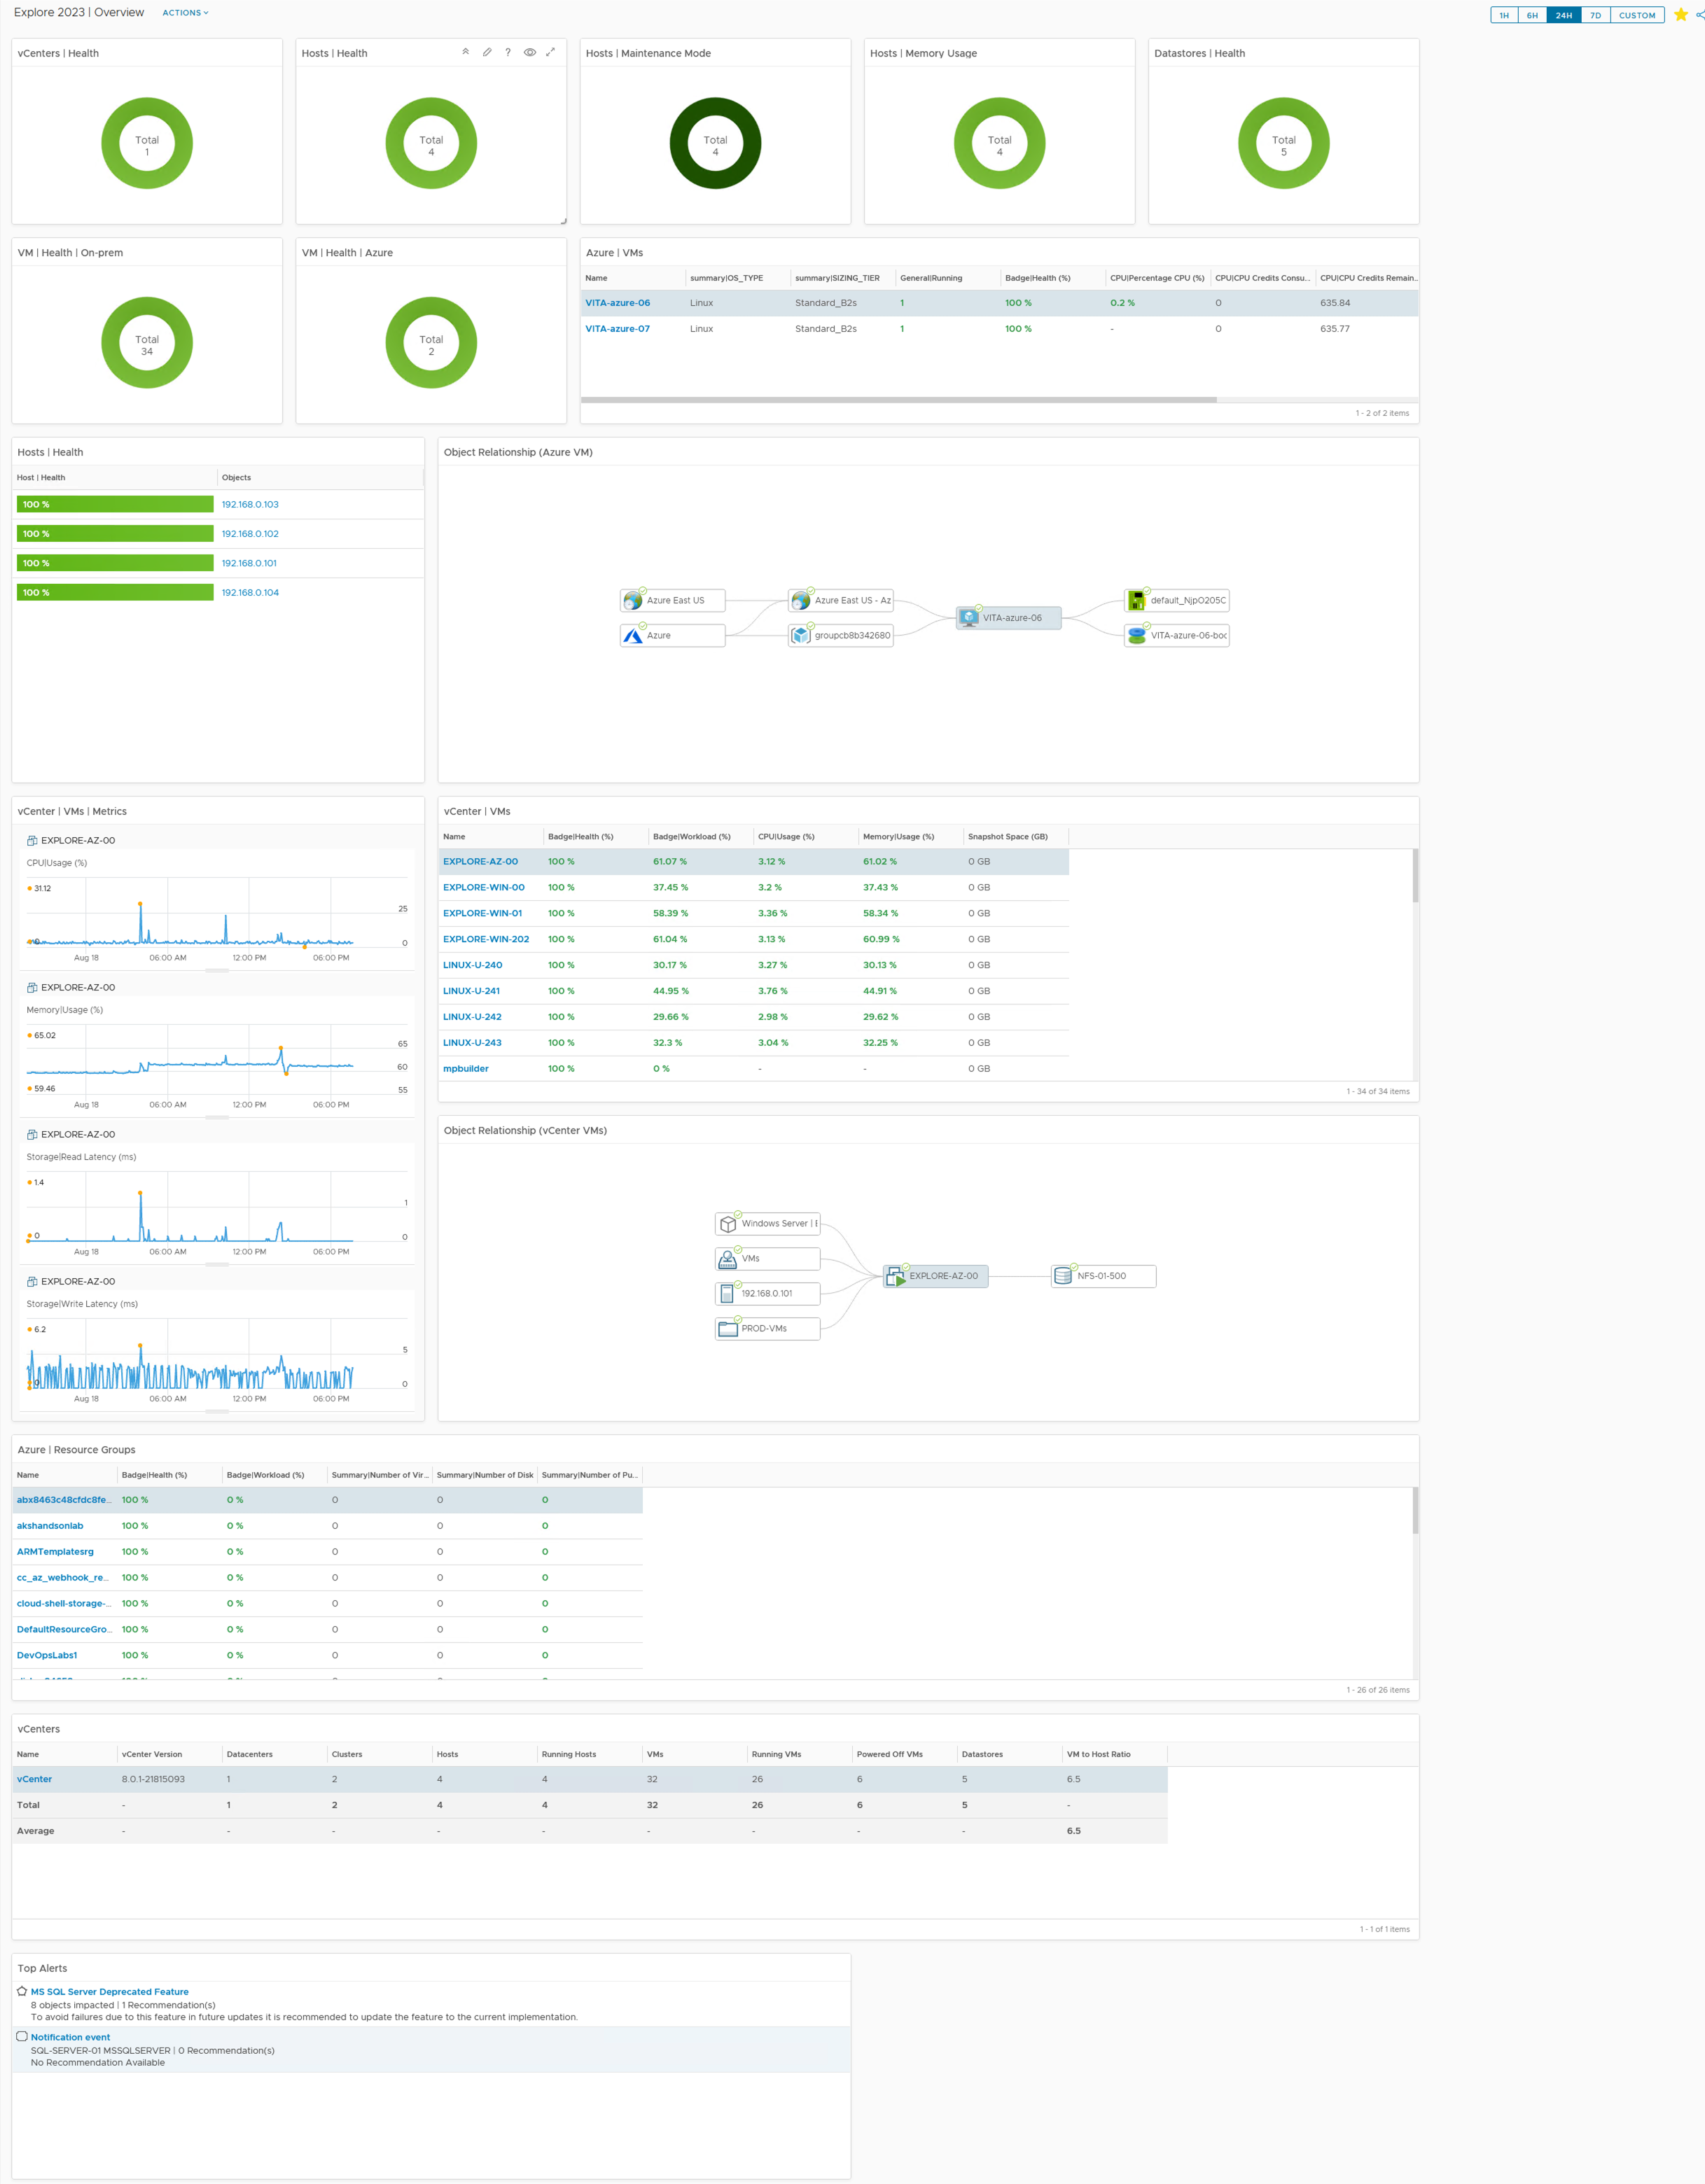 Explore 2023 | Overview
ACTIONS
1H 6H 24H 7D CUSTOM
vCenters | Health
Total
1
Hosts | Health
?
Total
4
Hosts | Maintenance Mode
Total
4
Hosts | Memory Usage
Total
4
Datastores | Health
Total
5
VM | Health | On-prem
Total
34
VM | Health | Azure
Total
2
Azure | VMs
Name summary|OS_TYPE summary|SIZING_TIER General|Running Badge|Health (%) CPU|Percentage CPU (%) CPU|CPU Credits Consu... CPU|CPU Credits Remain...
VITA-azure-06 Linux Standard_B2s 1 100 % 0.2 % 0 635.84
VITA-azure-07 Linux Standard_B2s 1 100 % - 0 635.77
1 - 2 of 2 items
Hosts | Health
Host | Health Objects
100 % 192.168.0.103
100 % 192.168.0.102
100 % 192.168.0.101
100 % 192.168.0.104
Object Relationship (Azure VM)
Azure East US
Azure
Azure East US - Az
groupcb8b342680
VITA-azure-06
default_NjpO205C
VITA-azure-06-boo
vCenter | VMs | Metrics
EXPLORE-AZ-00
CPU|Usage (%)
31.12
25
0
0
Aug 18 06:00 AM 12:00 PM 06:00 PM
EXPLORE-AZ-00
Memory|Usage (%)
65.02
65
60
59.46
55
Aug 18 06:00 AM 12:00 PM 06:00 PM
EXPLORE-AZ-00
Storage|Read Latency (ms)
1.4
1
0
0
Aug 18 06:00 AM 12:00 PM 06:00 PM
EXPLORE-AZ-00
Storage|Write Latency (ms)
6.2
5
0
0
Aug 18 06:00 AM 12:00 PM 06:00 PM
vCenter | VMs
Name Badge|Health (%) Badge|Workload (%) CPU|Usage (%) Memory|Usage (%) Snapshot Space (GB)
EXPLORE-AZ-00 100 % 61.07 % 3.12 % 61.02 % 0 GB
EXPLORE-WIN-00 100 % 37.45 % 3.2 % 37.43 % 0 GB
EXPLORE-WIN-01 100 % 58.39 % 3.36 % 58.34 % 0 GB
EXPLORE-WIN-202 100 % 61.04 % 3.13 % 60.99 % 0 GB
LINUX-U-240 100 % 30.17 % 3.27 % 30.13 % 0 GB
LINUX-U-241 100 % 44.95 % 3.76 % 44.91 % 0 GB
LINUX-U-242 100 % 29.66 % 2.98 % 29.62 % 0 GB
LINUX-U-243 100 % 32.3 % 3.04 % 32.25 % 0 GB
mpbuilder 100 % 0 % - - 0 GB
1 - 34 of 34 items
Object Relationship (vCenter VMs)
Windows Server |
VMs
192.168.0.101
PROD-VMs
EXPLORE-AZ-00
NFS-01-500
Azure | Resource Groups
Name Badge|Health (%) Badge|Workload (%) Summary|Number of Vir... Summary|Number of Disk Summary|Number of Pu...
abx8463c48cfdc8fe... 100 % 0 % 0 0 0
akshandsonlab 100 % 0 % 0 0 0
ARMTemplatesrg 100 % 0 % 0 0 0
cc_az_webhook_re... 100 % 0 % 0 0 0
cloud-shell-storage-... 100 % 0 % 0 0 0
DefaultResourceGro... 100 % 0 % 0 0 0
DevOpsLabs1 100 % 0 % 0 0 0
1 - 26 of 26 items
vCenters
Name vCenter Version Datacenters Clusters Hosts Running Hosts VMs Running VMs Powered Off VMs Datastores VM to Host Ratio
vCenter 8.0.1-21815093 1 2 4 4 32 26 6 5 6.5
Total - 1 2 4 4 32 26 6 5 -
Average - - - - - - - - - 6.5
1 - 1 of 1 items
Top Alerts
MS SQL Server Deprecated Feature
8 objects impacted | 1 Recommendation(s)
To avoid failures due to this feature in future updates it is recommended to update the feature to the current implementation.
Notification event
SQL-SERVER-01 MSSQLSERVER | 0 Recommendation(s)
No Recommendation Available